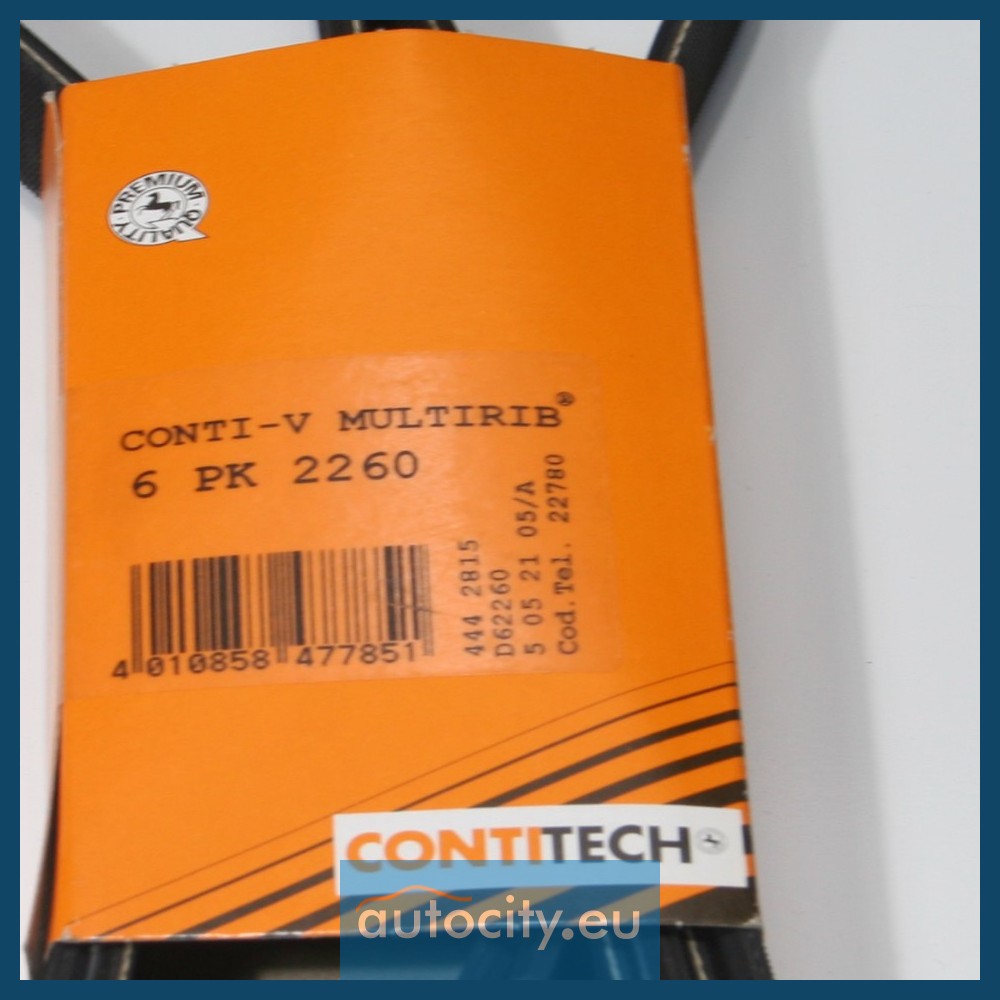 PREMIUM QUALITY
CONTI-V MULTIRIB®
6 PK 2260
4 010858 477851
444 2815
D62260
5 05 21 05/A
Cod.Tel. 22780
CONTITECH
autocity.eu